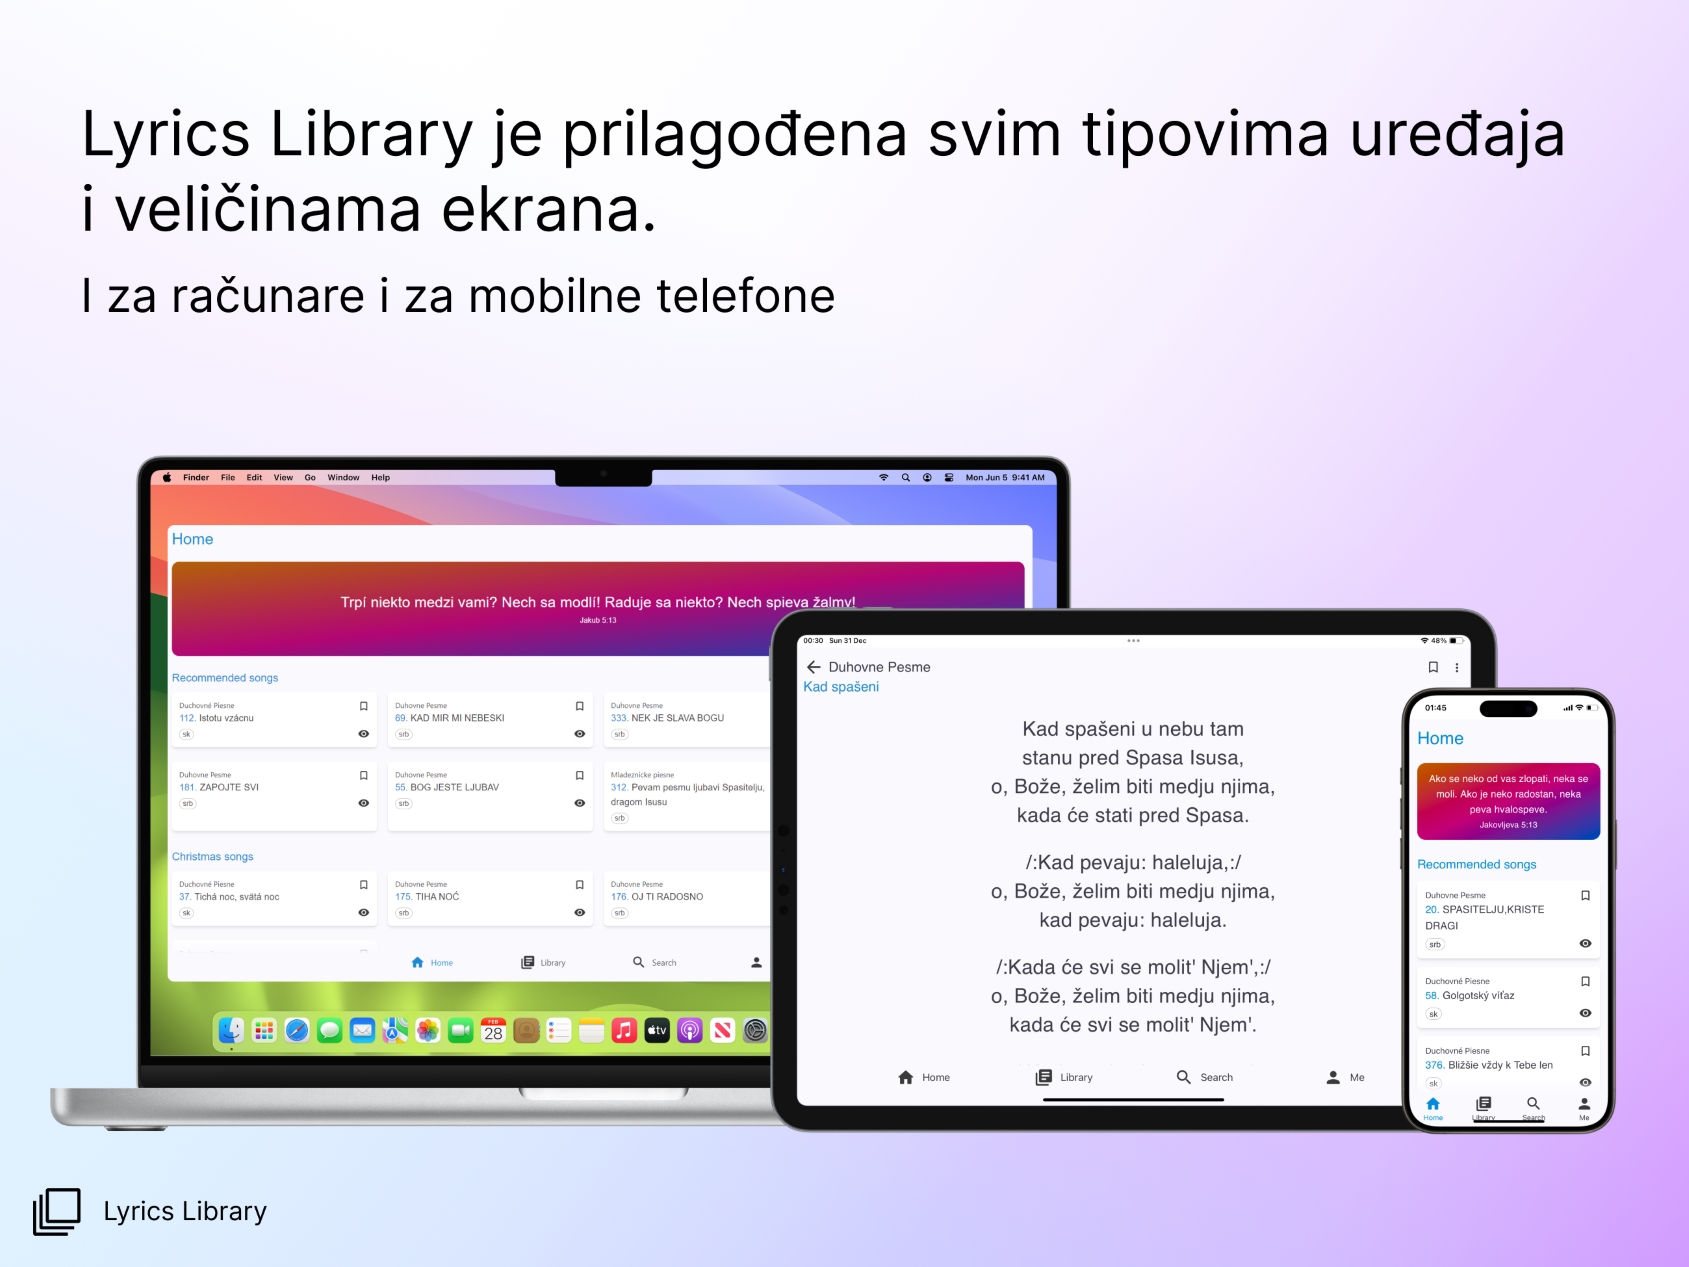 Lyrics Library je prilagođena svim tipovima uređaja
i veličinama ekrana.
I za računare i za mobilne telefone
Finder File Edit View Go Window Help
Mon Jun 5 9:41 AM
Home
Trpí niekto medzi vami? Nech sa modlí! Raduje sa niekto? Nech spieva žalmy!
Jakub 5:13
Recommended songs
Duchovné Piesne
112. Istotu vzácnu
sk
Duhovne Pesme
69. KAD MIR MI NEBESKI
srb
Duhovne Pesme
333. NEK JE SLAVA BOGU
srb
Duhovne Pesme
181. ZAPOJTE SVI
srb
Duhovne Pesme
55. BOG JESTE LJUBAV
srb
Mladeznicke piesne
312. Pevam pesmu ljubavi Spasitelju,
dragom Isusu
srb
Christmas songs
Duchovné Piesne
37. Tichá noc, svätá noc
sk
Duhovne Pesme
175. TIHA NOĆ
srb
Duhovne Pesme
176. OJ TI RADOSNO
srb
Home Library Search
FEB
28
tv
00:30 Sun 31 Dec
48%
Duhovne Pesme
Kad spašeni
Kad spašeni u nebu tam
stanu pred Spasa Isusa,
o, Bože, želim biti medju njima,
kada će stati pred Spasa.
/:Kad pevaju: haleluja,:/
o, Bože, želim biti medju njima,
kad pevaju: haleluja.
/:Kada će svi se molit' Njem',:/
o, Bože, želim biti medju njima,
kada će svi se molit' Njem'.
Home Library Search Me
01:45
Home
Ako se neko od vas zlopati, neka se
moli. Ako je neko radostan, neka
peva hvalospeve.
Jakovljeva 5:13
Recommended songs
Duhovne Pesme
20. SPASITELJU,KRISTE
DRAGI
srb
Duchovné Piesne
58. Golgotský víťaz
sk
Duchovné Piesne
376. Bližšie vždy k Tebe len
sk
Home Library Search Me
Lyrics Library